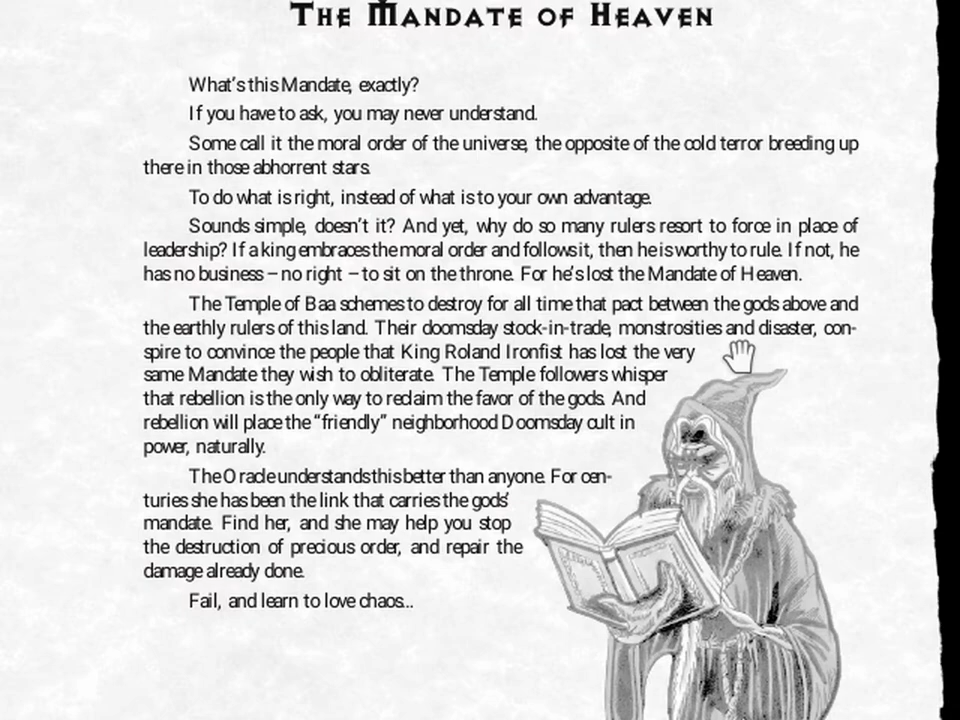 The Mandate of Heaven
What's this Mandate, exactly?
If you have to ask, you may never understand.
Some call it the moral order of the universe, the opposite of the cold terror breeding up
there in those abhorrent stars.
To do what is right, instead of what is to your own advantage.
Sounds simple, doesn't it? And yet, why do so many rulers resort to force in place of
leadership? If a king embraces the moral order and follows it, then he is worthy to rule. If not, he
has no business – no right – to sit on the throne. For he's lost the Mandate of Heaven.
The Temple of Baa schemes to destroy for all time that pact between the gods above and
the earthly rulers of this land. Their doomsday stock-in-trade, monstrosities and disaster, con-
spire to convince the people that King Roland Ironfist has lost the very
same Mandate they wish to obliterate. The Temple followers whisper
that rebellion is the only way to reclaim the favor of the gods. And
rebellion will place the “friendly” neighborhood Doomsday cult in
power, naturally.
The Oracle understands this better than anyone. For cen-
turies she has been the link that carries the gods'
mandate. Find her, and she may help you stop
the destruction of precious order, and repair the
damage already done.
Fail, and learn to love chaos...